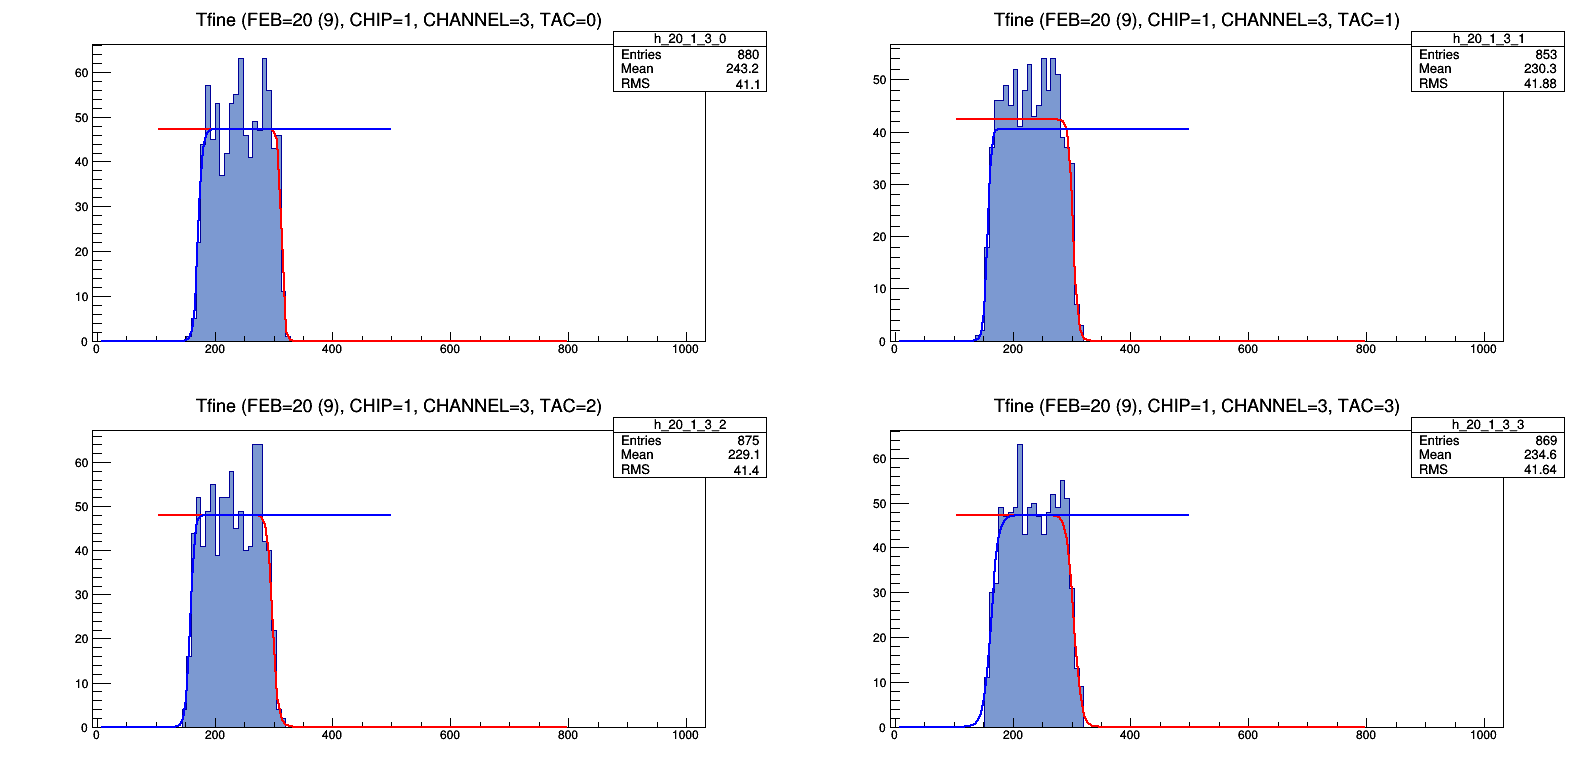 Tfine (FEB=20 (9), CHIP=1, CHANNEL=3, TAC=0)
h_20_1_3_0
Entries 880
Mean 243.2
RMS 41.1
60
50
40
30
20
10
0
0 200 400 600 800 1000
Tfine (FEB=20 (9), CHIP=1, CHANNEL=3, TAC=1)
h_20_1_3_1
Entries 853
Mean 230.3
RMS 41.88
50
40
30
20
10
0
0 200 400 600 800 1000
Tfine (FEB=20 (9), CHIP=1, CHANNEL=3, TAC=2)
h_20_1_3_2
Entries 875
Mean 229.1
RMS 41.4
60
50
40
30
20
10
0
0 200 400 600 800 1000
Tfine (FEB=20 (9), CHIP=1, CHANNEL=3, TAC=3)
h_20_1_3_3
Entries 869
Mean 234.6
RMS 41.64
60
50
40
30
20
10
0
0 200 400 600 800 1000